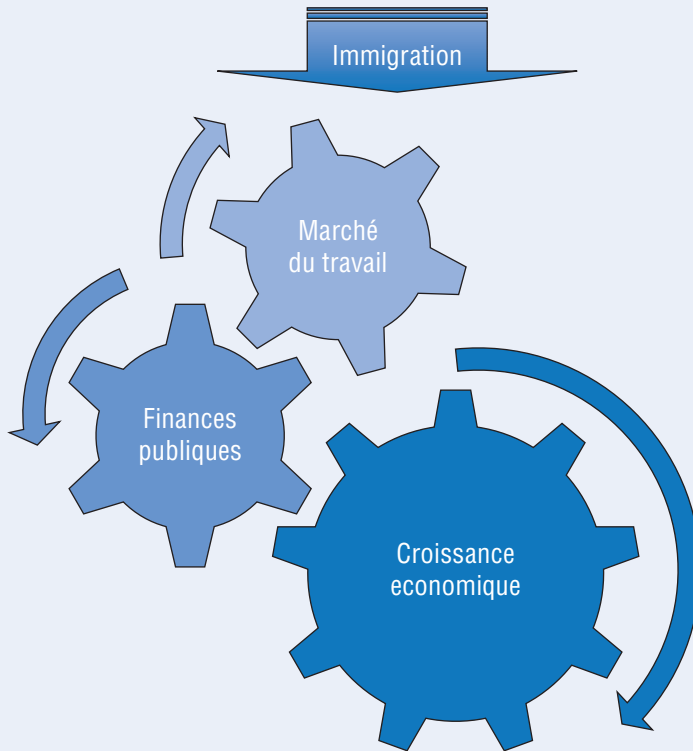 Immigration
Marché
du travail
Finances
publiques
Croissance
economique